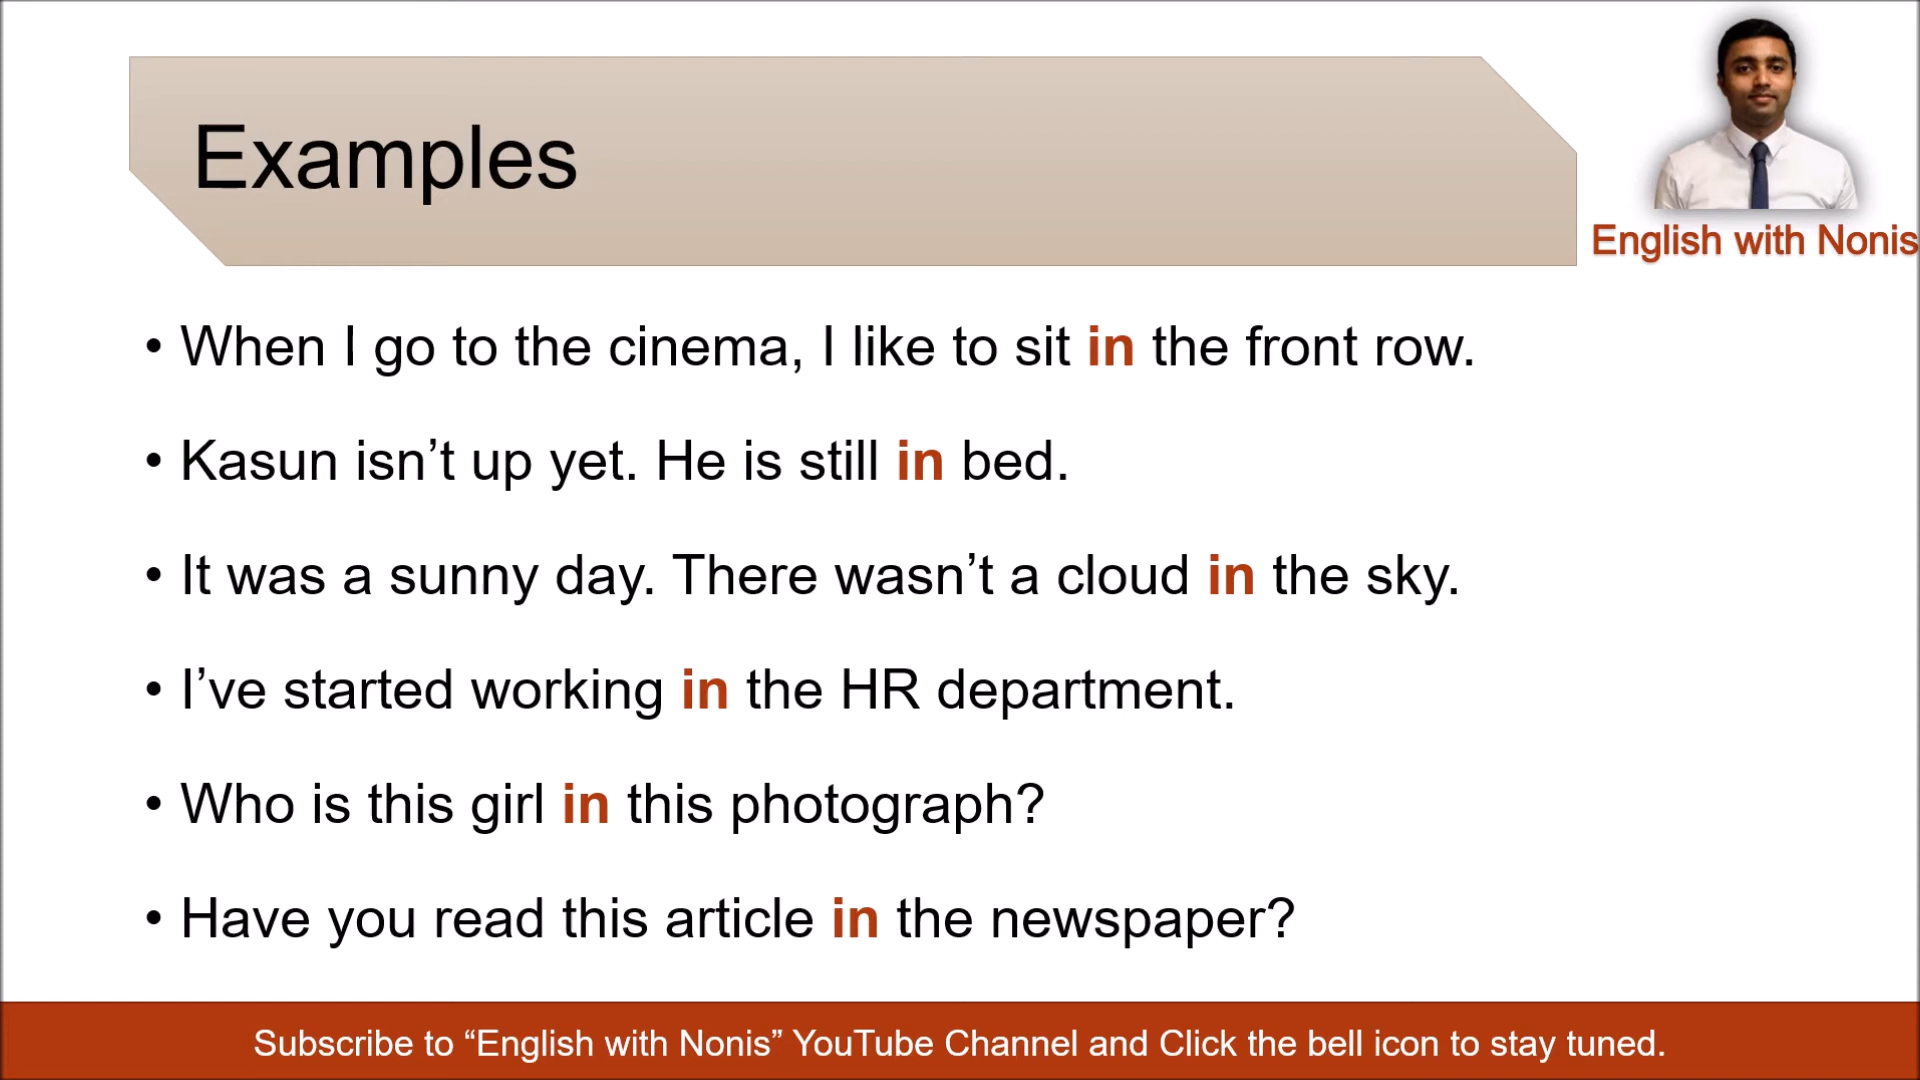 Examples
English with Nonis
• When I go to the cinema, I like to sit in the front row.
• Kasun isn’t up yet. He is still in bed.
• It was a sunny day. There wasn’t a cloud in the sky.
• I’ve started working in the HR department.
• Who is this girl in this photograph?
• Have you read this article in the newspaper?
Subscribe to “English with Nonis” YouTube Channel and Click the bell icon to stay tuned.